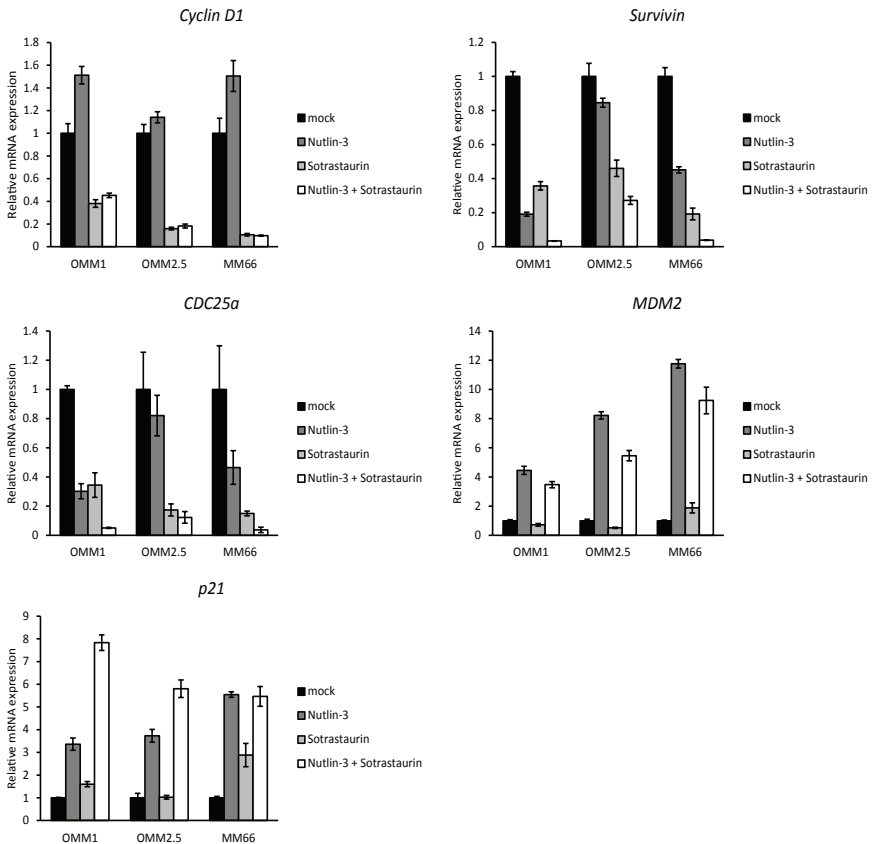 Cyclin D1
Relative mRNA expression
1.8
1.6
1.4
1.2
1
0.8
0.6
0.4
0.2
0
OMM1 OMM2.5 MM66
mock
Nutlin-3
Sotrastaurin
Nutlin-3 + Sotrastaurin
Survivin
Relative mRNA expression
1.2
1
0.8
0.6
0.4
0.2
0
OMM1 OMM2.5 MM66
mock
Nutlin-3
Sotrastaurin
Nutlin-3 + Sotrastaurin
CDC25a
Relative mRNA expression
1.4
1.2
1
0.8
0.6
0.4
0.2
0
OMM1 OMM2.5 MM66
mock
Nutlin-3
Sotrastaurin
Nutlin-3 + Sotrastaurin
MDM2
Relative mRNA expression
14
12
10
8
6
4
2
0
OMM1 OMM2.5 MM66
mock
Nutlin-3
Sotrastaurin
Nutlin-3 + Sotrastaurin
p21
Relative mRNA expression
9
8
7
6
5
4
3
2
1
0
OMM1 OMM2.5 MM66
mock
Nutlin-3
Sotrastaurin
Nutlin-3 + Sotrastaurin